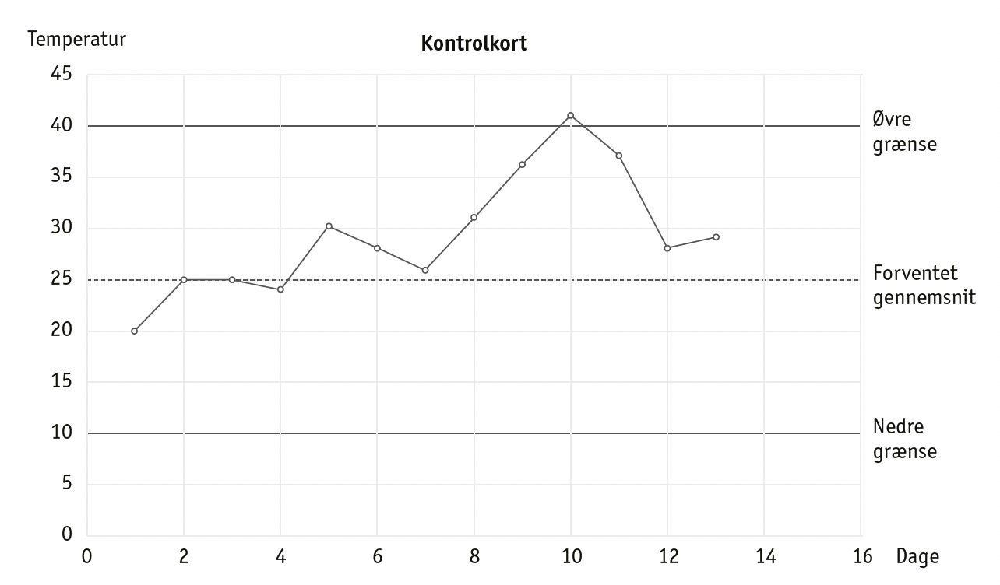 Temperatur
Kontrolkort
45
40
35
30
25
20
15
10
5
0
Øvre
grænse
Forventet
gennemsnit
Nedre
grænse
0 2 4 6 8 10 12 14 16 Dage